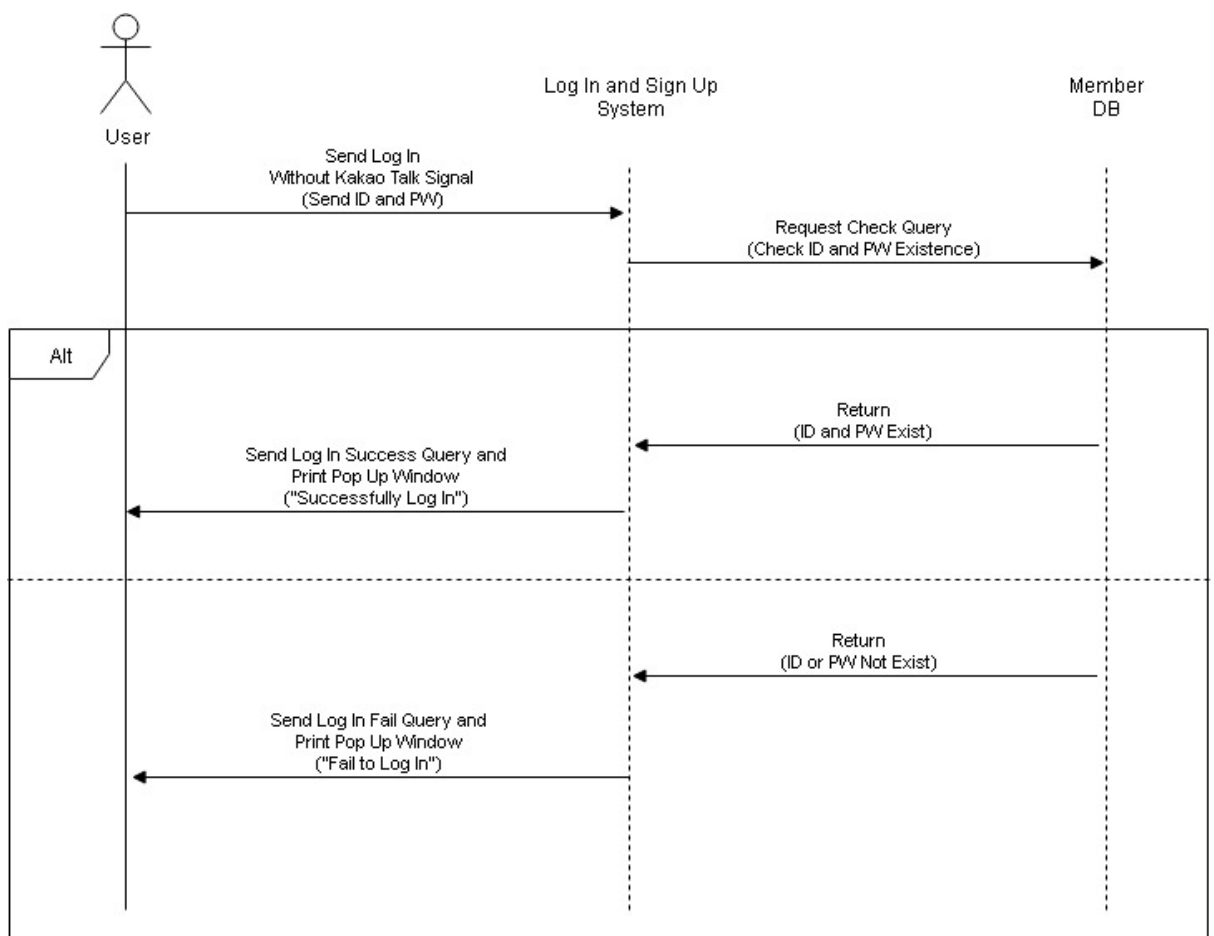 Log In and Sign Up
System
Member
DB
User
Send Log In
Without Kakao Talk Signal
(Send ID and PW)
Request Check Query
(Check ID and PW Existence)
Alt
Return
(ID and PW Exist)
Send Log In Success Query and
Print Pop Up Window
("Successfully Log In")
Return
(ID or PW Not Exist)
Send Log In Fail Query and
Print Pop Up Window
("Fail to Log In")